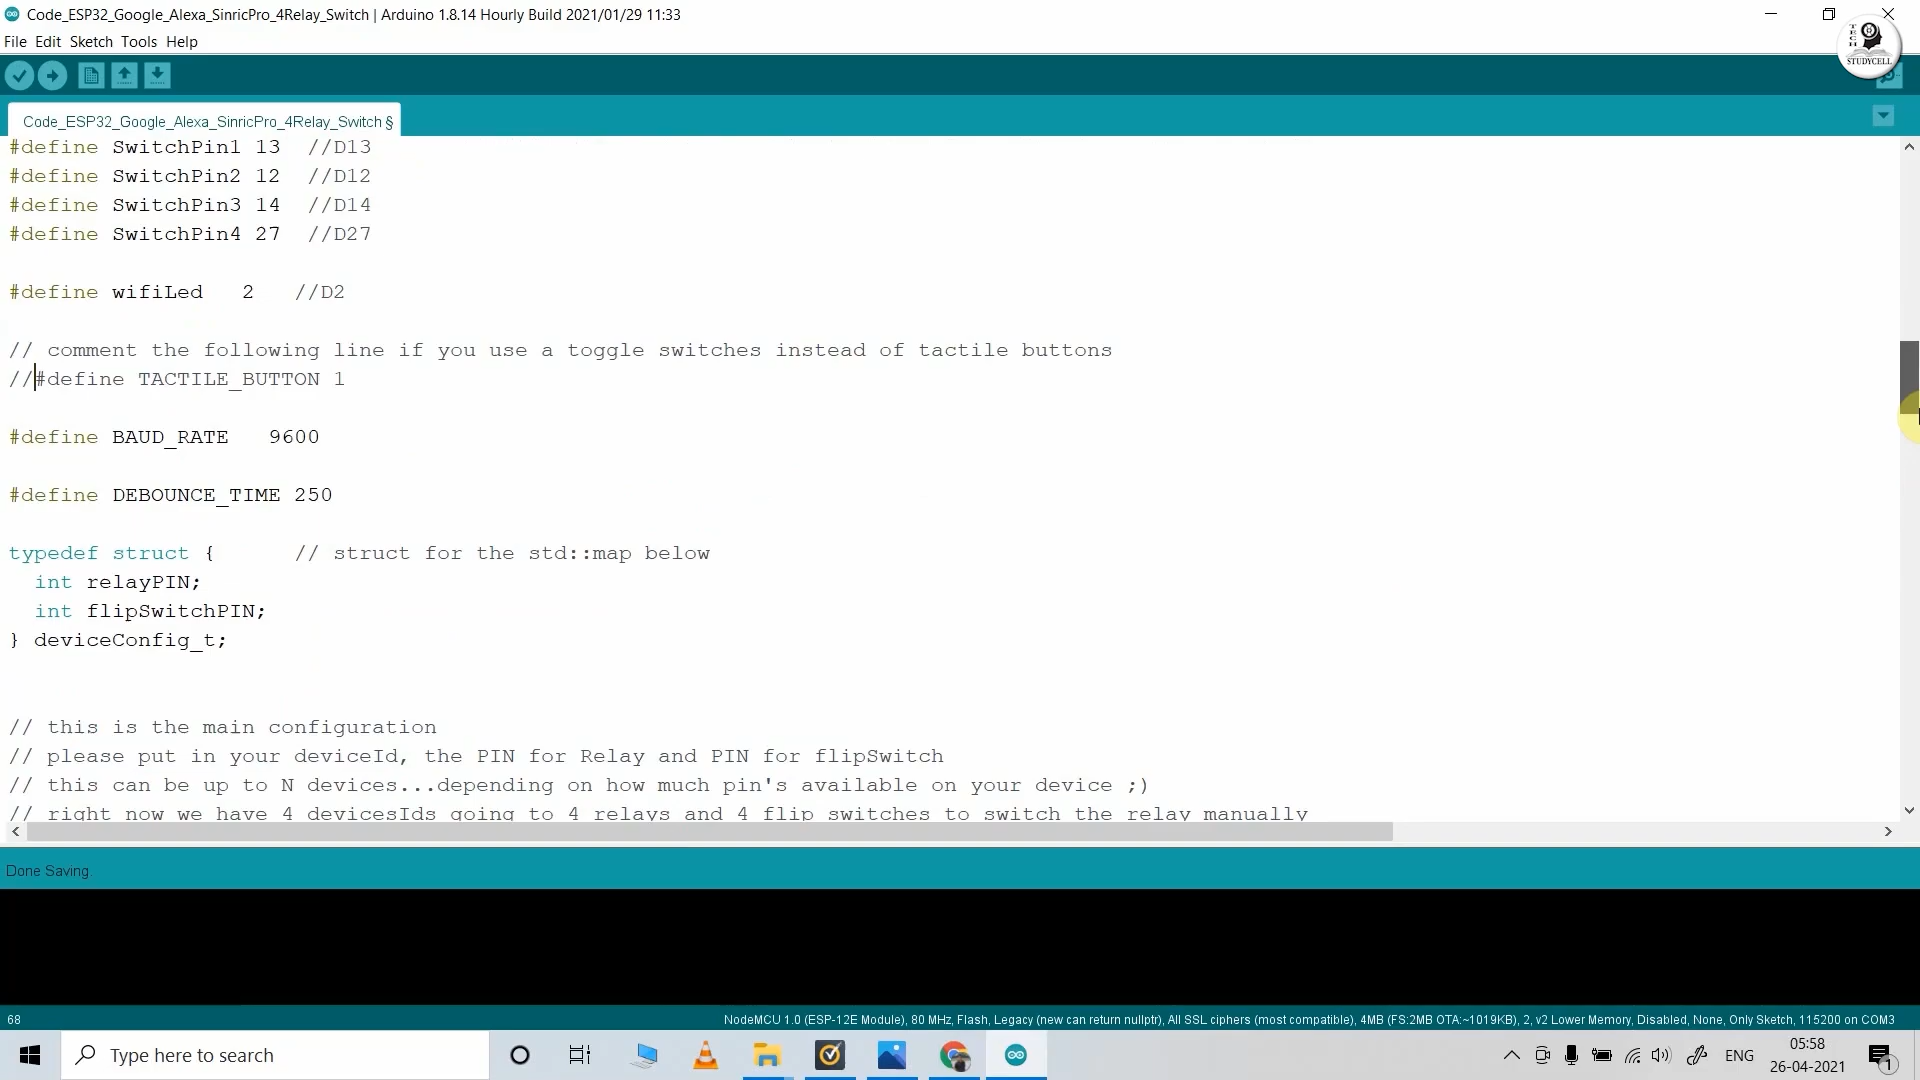 Code_ESP32_Google_Alexa_SinricPro_4Relay_Switch | Arduino 1.8.14 Hourly Build 2021/01/29 11:33
File Edit Sketch Tools Help
TECH
STUDYCELL
Code_ESP32_Google_Alexa_SinricPro_4Relay_Switch §
#define SwitchPin1 13  //D13
#define SwitchPin2 12  //D12
#define SwitchPin3 14  //D14
#define SwitchPin4 27  //D27
#define wifiLed   2   //D2
// comment the following line if you use a toggle switches instead of tactile buttons
//#define TACTILE_BUTTON 1
#define BAUD_RATE   9600
#define DEBOUNCE_TIME 250
typedef struct {      // struct for the std::map below
  int relayPIN;
  int flipSwitchPIN;
} deviceConfig_t;
// this is the main configuration
// please put in your deviceId, the PIN for Relay and PIN for flipSwitch
// this can be up to N devices...depending on how much pin's available on your device ;)
// right now we have 4 devicesIds going to 4 relays and 4 flip switches to switch the relay manually
Done Saving.
68
NodeMCU 1.0 (ESP-12E Module), 80 MHz, Flash, Legacy (new can return nullptr), All SSL ciphers (most compatible), 4MB (FS:2MB OTA:~1019KB), 2, v2 Lower Memory, Disabled, None, Only Sketch, 115200 on COM3
Type here to search
ENG
05:58
26-04-2021
1